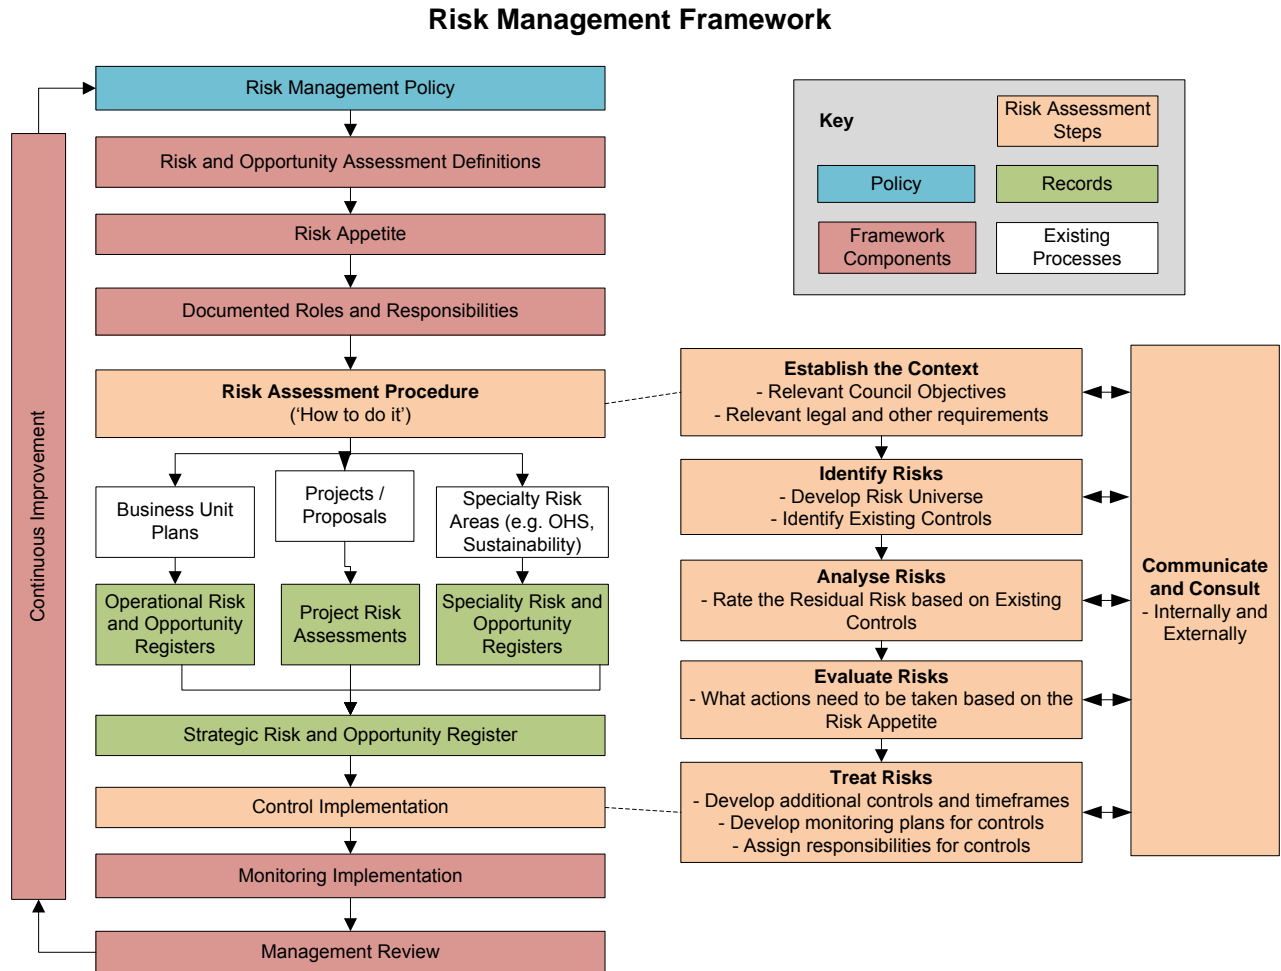 Risk Management Framework
Risk Management Policy
Risk and Opportunity Assessment Definitions
Risk Appetite
Documented Roles and Responsibilities
Risk Assessment Procedure
(‘How to do it’)
Business Unit
Plans
Projects /
Proposals
Specialty Risk
Areas (e.g. OHS,
Sustainability)
Operational Risk
and Opportunity
Registers
Project Risk
Assessments
Speciality Risk and
Opportunity
Registers
Strategic Risk and Opportunity Register
Control Implementation
Monitoring Implementation
Management Review
Continuous Improvement
Key
Risk Assessment
Steps
Policy
Records
Framework
Components
Existing
Processes
Establish the Context
- Relevant Council Objectives
- Relevant legal and other requirements
Identify Risks
- Develop Risk Universe
- Identify Existing Controls
Analyse Risks
- Rate the Residual Risk based on Existing
Controls
Evaluate Risks
- What actions need to be taken based on the
Risk Appetite
Treat Risks
- Develop additional controls and timeframes
- Develop monitoring plans for controls
- Assign responsibilities for controls
Communicate
and Consult
- Internally and
Externally